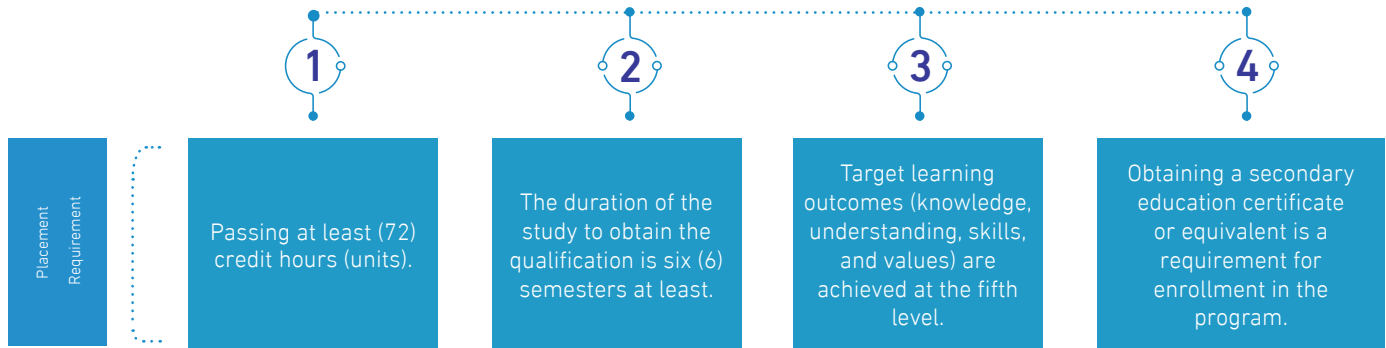 1
2
3
4
Placement
Requirement
Passing at least (72)
credit hours (units).
The duration of the
study to obtain the
qualification is six (6)
semesters at least.
Target learning
outcomes (knowledge,
understanding, skills,
and values) are
achieved at the fifth
level.
Obtaining a secondary
education certificate
or equivalent is a
requirement for
enrollment in the
program.